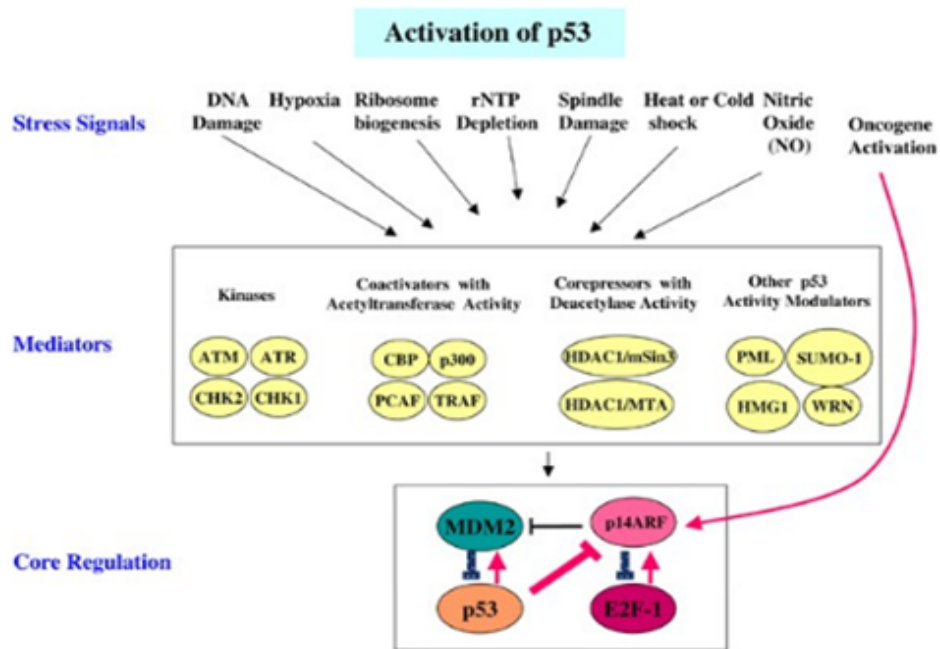 Activation of p53
Stress Signals
DNA
Damage
Hypoxia
Ribosome
biogenesis
rNTP
Depletion
Spindle
Damage
Heat or Cold
shock
Nitric
Oxide
(NO)
Oncogene
Activation
Mediators
Kinases
ATM
ATR
CHK2
CHK1
Coactivators with
Acetyltransferase Activity
CBP
p300
PCAF
TRAF
Corepressors with
Deacetylase Activity
HDAC1/mSin3
HDAC1/MTA
Other p53
Activity Modulators
PML
SUMO-1
HMG1
WRN
Core Regulation
MDM2
p14ARF
p53
E2F-1